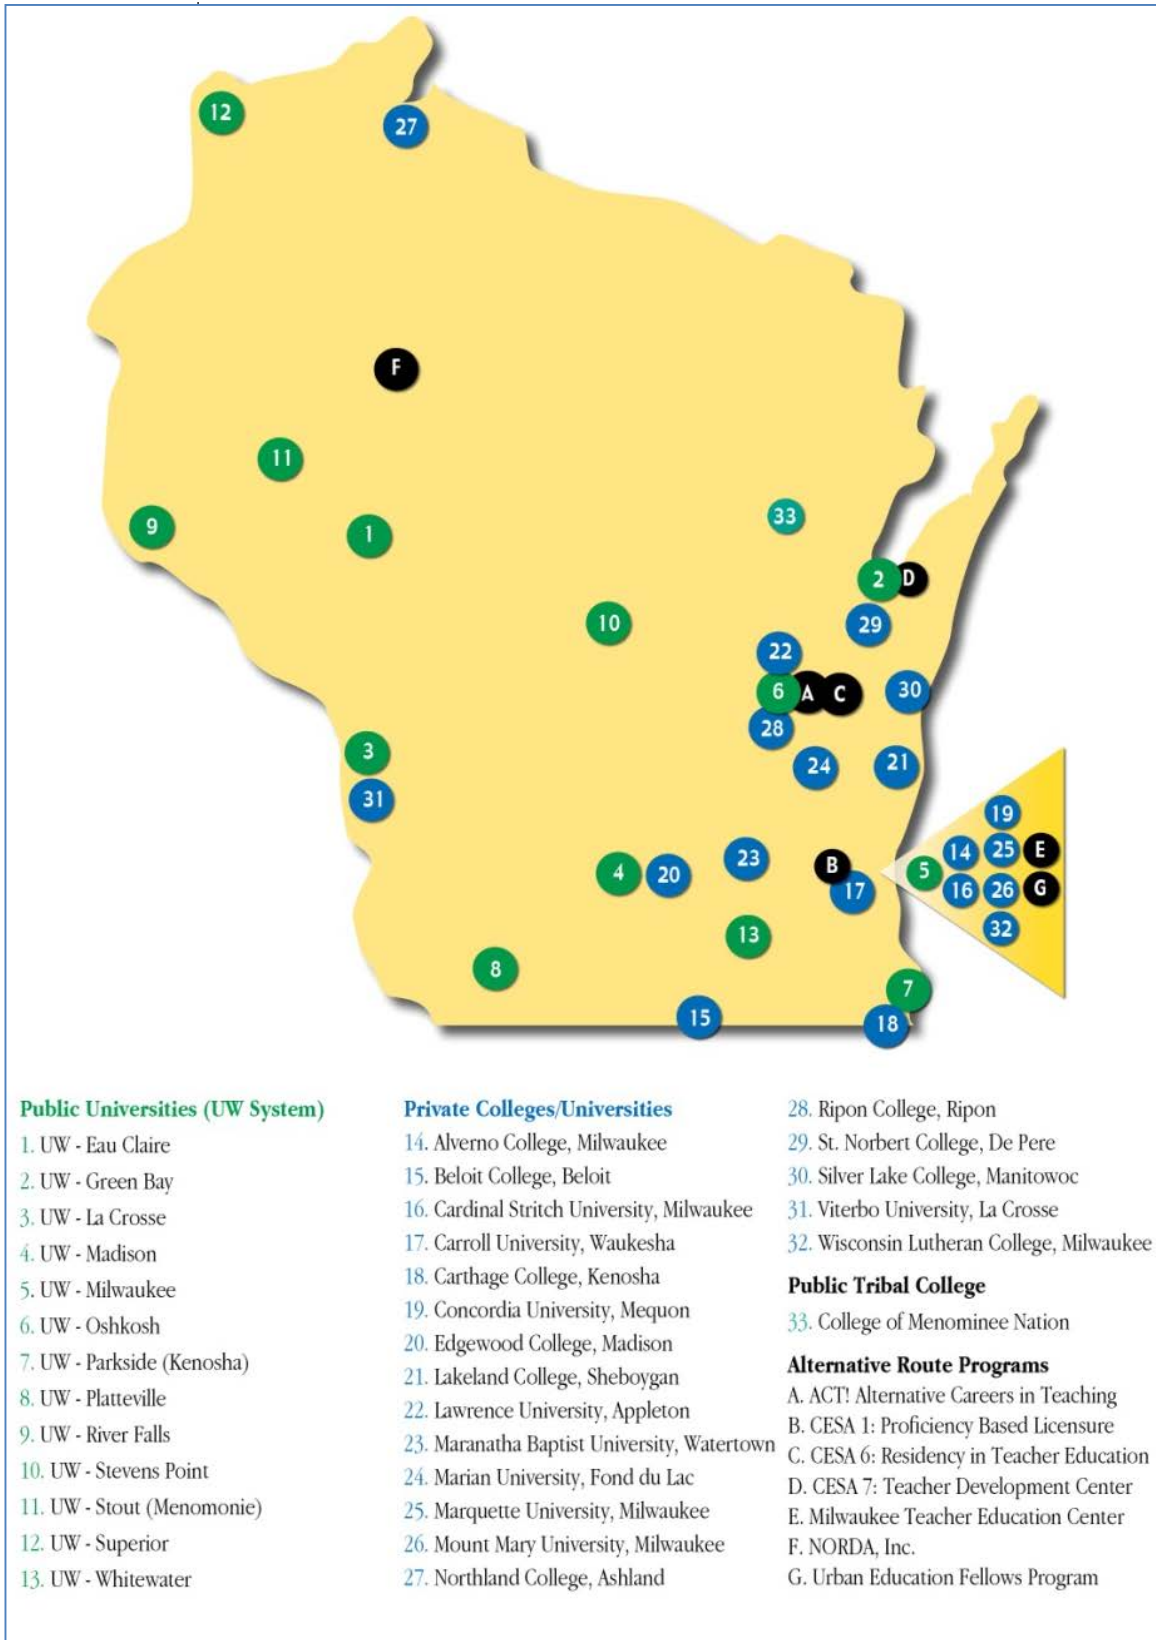 12
27
F
11
9
1
33
2 D
10
29
22
6 A C
30
28
3
24
21
31
19
14 25 E
B
23
4 20
5
17
16 26 G
32
13
8
7
15
18
Public Universities (UW System)
1. UW - Eau Claire
2. UW - Green Bay
3. UW - La Crosse
4. UW - Madison
5. UW - Milwaukee
6. UW - Oshkosh
7. UW - Parkside (Kenosha)
8. UW - Platteville
9. UW - River Falls
10. UW - Stevens Point
11. UW - Stout (Menomonie)
12. UW - Superior
13. UW - Whitewater
Private Colleges/Universities
14. Alverno College, Milwaukee
15. Beloit College, Beloit
16. Cardinal Stritch University, Milwaukee
17. Carroll University, Waukesha
18. Carthage College, Kenosha
19. Concordia University, Mequon
20. Edgewood College, Madison
21. Lakeland College, Sheboygan
22. Lawrence University, Appleton
23. Maranatha Baptist University, Watertown
24. Marian University, Fond du Lac
25. Marquette University, Milwaukee
26. Mount Mary University, Milwaukee
27. Northland College, Ashland
28. Ripon College, Ripon
29. St. Norbert College, De Pere
30. Silver Lake College, Manitowoc
31. Viterbo University, La Crosse
32. Wisconsin Lutheran College, Milwaukee
Public Tribal College
33. College of Menominee Nation
Alternative Route Programs
A. ACT! Alternative Careers in Teaching
B. CESA 1: Proficiency Based Licensure
C. CESA 6: Residency in Teacher Education
D. CESA 7: Teacher Development Center
E. Milwaukee Teacher Education Center
F. NORDA, Inc.
G. Urban Education Fellows Program